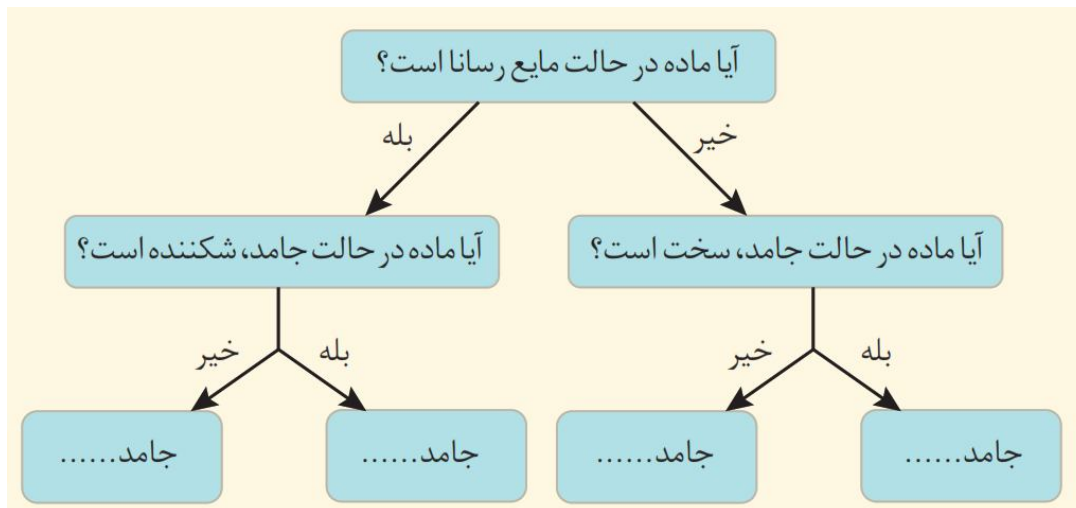 آیا ماده در حالت مایع رسانا است؟
خیر
بله
آیا ماده در حالت جامد، سخت است؟
آیا ماده در حالت جامد، شکننده است؟
بله
خیر
بله
خیر
جامد......
جامد......
جامد......
جامد......